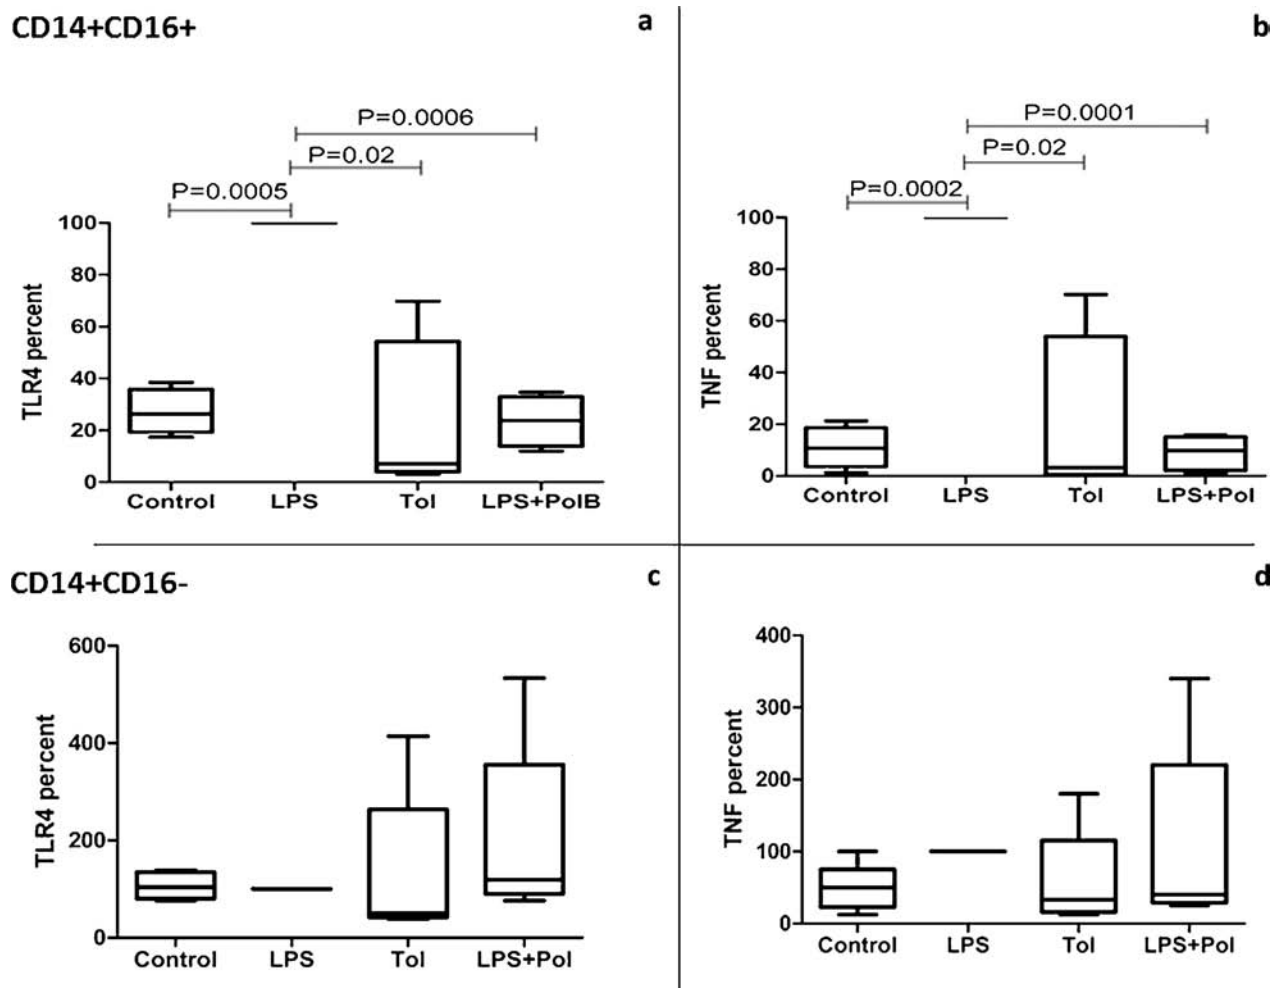 CD14+CD16+
a
P=0.0006
P=0.02
P=0.0005
100
80
60
40
20
0
TLR4 percent
Control LPS Tol LPS+PolB
b
P=0.0001
P=0.02
P=0.0002
100
80
60
40
20
0
TNF percent
Control LPS Tol LPS+Pol
CD14+CD16-
c
600
400
200
0
TLR4 percent
Control LPS Tol LPS+Pol
d
400
300
200
100
0
TNF percent
Control LPS Tol LPS+Pol